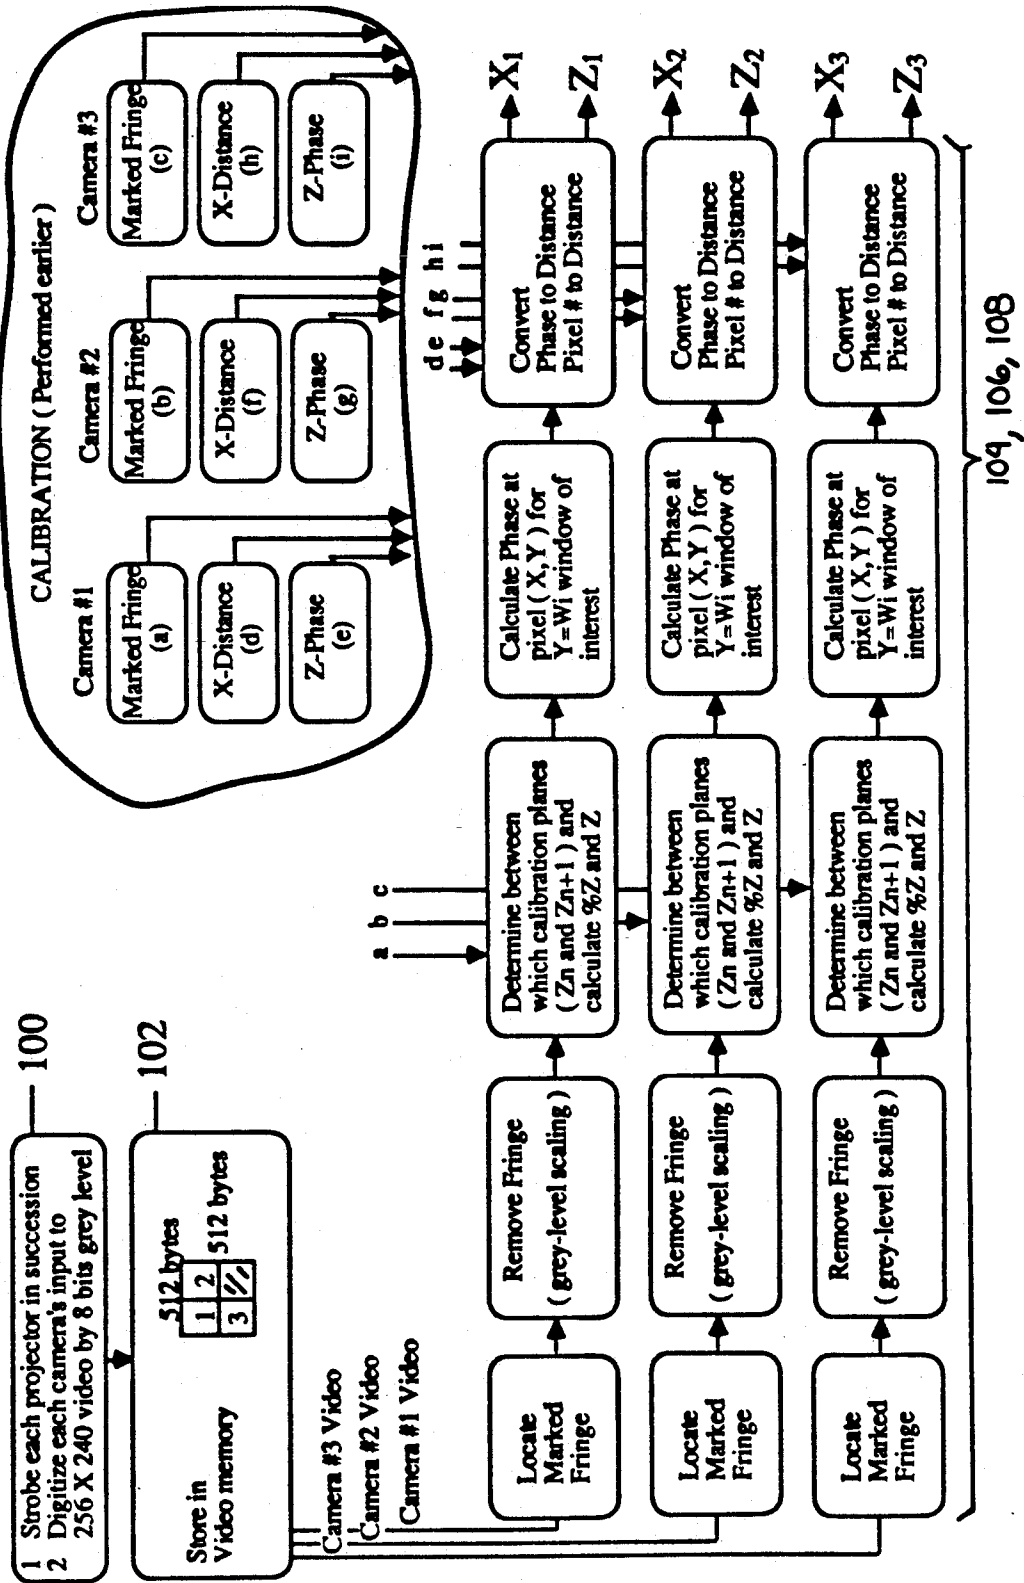 1 Strobe each projector in succession
2 Digitize each camera's input to
256 X 240 video by 8 bits grey level
100
Store in
Video memory
512 bytes
1 2
3
512 bytes
102
Camera #3 Video
Camera #2 Video
Camera #1 Video
CALIBRATION ( Performed earlier )
Camera #1
Marked Fringe
(a)
X-Distance
(d)
Z-Phase
(e)
Camera #2
Marked Fringe
(b)
X-Distance
(f)
Z-Phase
(g)
Camera #3
Marked Fringe
(c)
X-Distance
(h)
Z-Phase
(i)
a b c
d e f g h i
Locate
Marked
Fringe
Remove Fringe
( grey-level scaling )
Determine between
which calibration planes
( Zn and Zn+1 ) and
calculate %Z and Z
Calculate Phase at
pixel ( X,Y ) for
Y=Wi window of
interest
Convert
Phase to Distance
Pixel # to Distance
X1
Z1
Locate
Marked
Fringe
Remove Fringe
( grey-level scaling )
Determine between
which calibration planes
( Zn and Zn+1 ) and
calculate %Z and Z
Calculate Phase at
pixel ( X,Y ) for
Y=Wi window of
interest
Convert
Phase to Distance
Pixel # to Distance
X2
Z2
Locate
Marked
Fringe
Remove Fringe
( grey-level scaling )
Determine between
which calibration planes
( Zn and Zn+1 ) and
calculate %Z and Z
Calculate Phase at
pixel ( X,Y ) for
Y=Wi window of
interest
Convert
Phase to Distance
Pixel # to Distance
X3
Z3
104, 106, 108